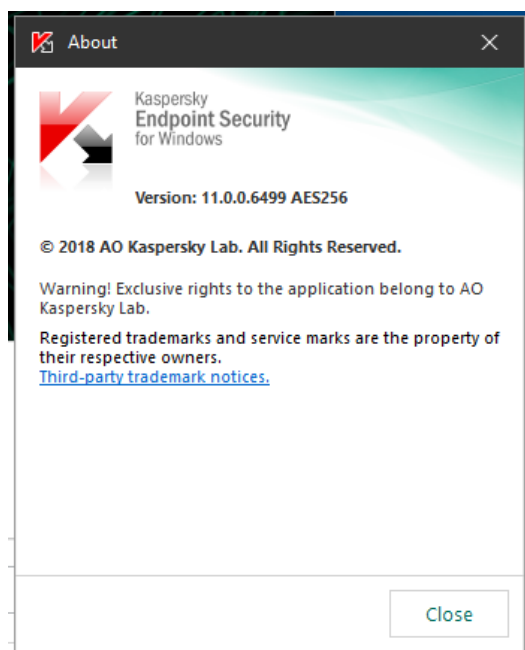 About
Kaspersky
Endpoint Security
for Windows
Version: 11.0.0.6499 AES256
© 2018 AO Kaspersky Lab. All Rights Reserved.
Warning! Exclusive rights to the application belong to AO
Kaspersky Lab.
Registered trademarks and service marks are the property of
their respective owners.
Third-party trademark notices.
Close